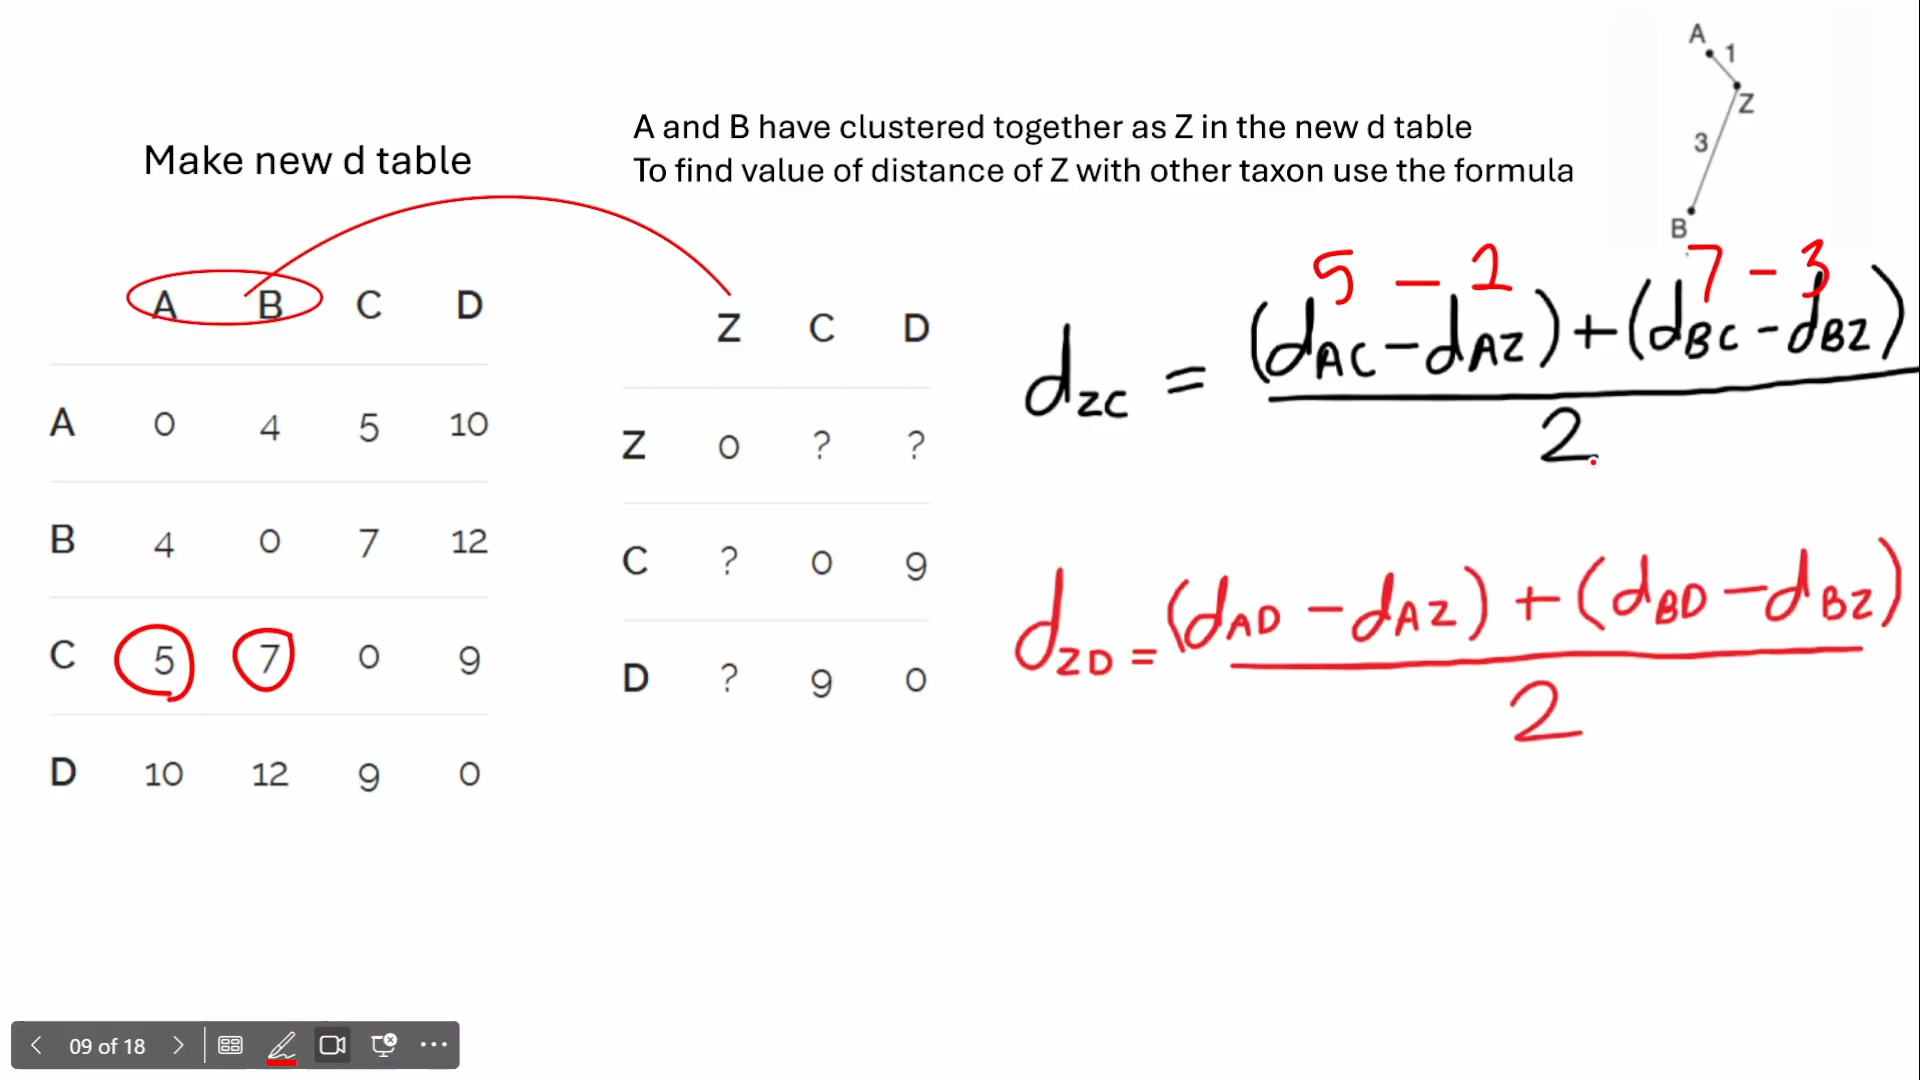 A
1
Z
3
B
Make new d table
A and B have clustered together as Z in the new d table
To find value of distance of Z with other taxon use the formula
A B C D
A 0 4 5 10
B 4 0 7 12
C 5 7 0 9
D 10 12 9 0
Z C D
Z 0 ? ?
C ? 0 9
D ? 9 0
5 - 1 7 - 3
dZC = (dAC - dAZ) + (dBC - dBZ)
2
dZD = (dAD - dAZ) + (dBD - dBZ)
2
09 of 18